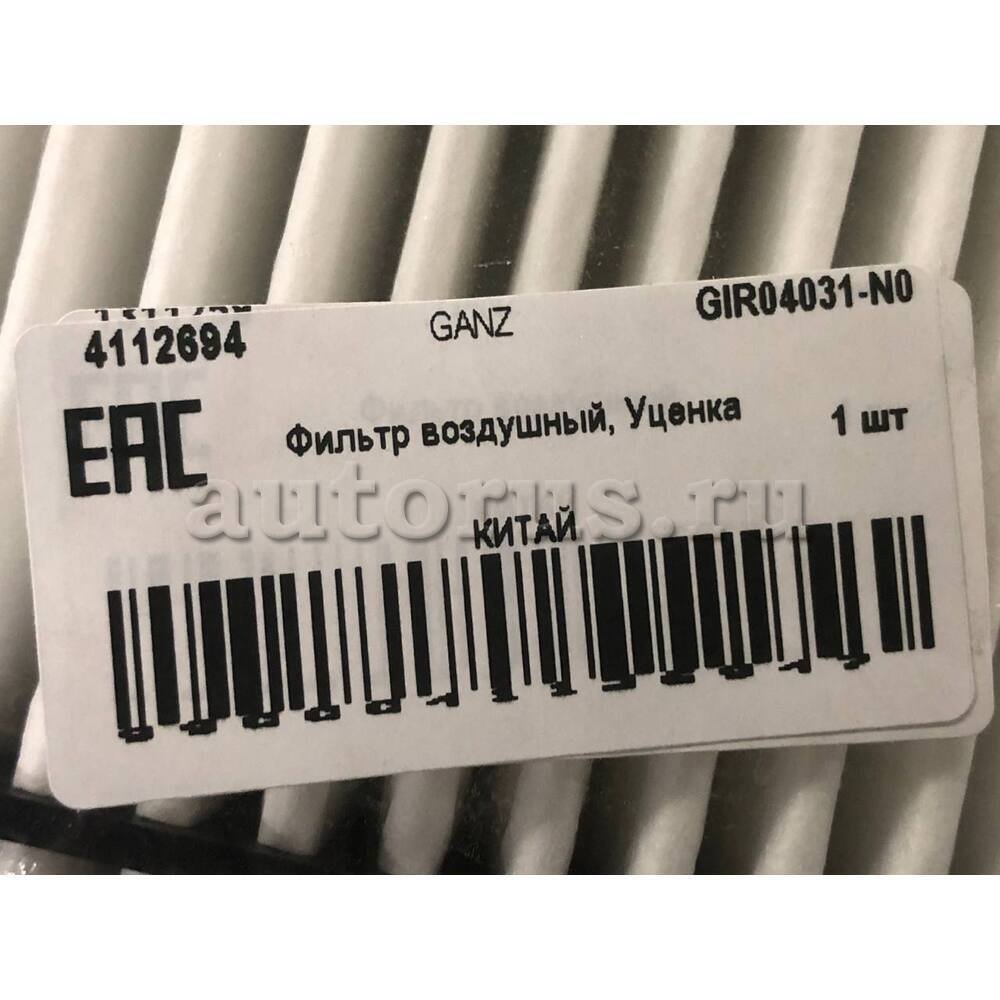 4112694 GANZ GIR04031-N0
EAC Фильтр воздушный, Уценка 1 шт
autorus.ru
КИТАЙ